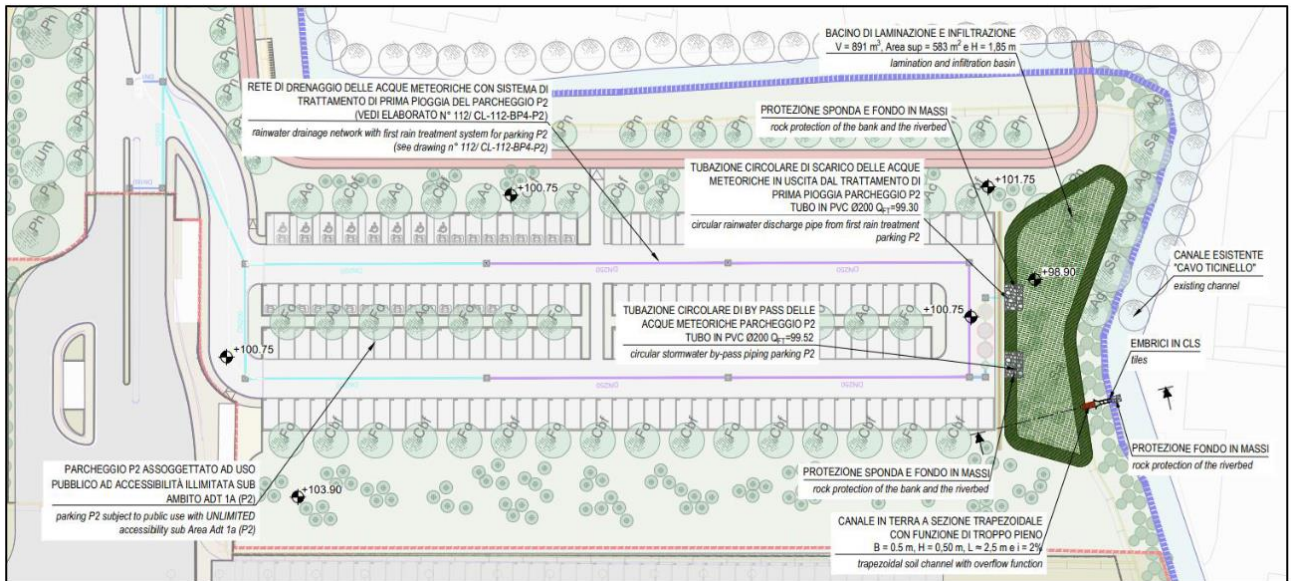 BACINO DI LAMINAZIONE E INFILTRAZIONE
V = 891 m³, Area sup = 583 m² e H = 1,85 m
lamination and infiltration basin
RETE DI DRENAGGIO DELLE ACQUE METEORICHE CON SISTEMA DI
TRATTAMENTO DI PRIMA PIOGGIA DEL PARCHEGGIO P2
(VEDI ELABORATO N° 112/ CL-112-BP4-P2)
rainwater drainage network with first rain treatment system for parking P2
(see drawing n° 112/ CL-112-BP4-P2)
PROTEZIONE SPONDA E FONDO IN MASSI
rock protection of the bank and the riverbed
TUBAZIONE CIRCOLARE DI SCARICO DELLE ACQUE
METEORICHE IN USCITA DAL TRATTAMENTO DI
PRIMA PIOGGIA PARCHEGGIO P2
TUBO IN PVC Ø200 QFT=99.30
circular rainwater discharge pipe from first rain treatment
parking P2
+100.75
+101.75
+98.90
CANALE ESISTENTE
"CAVO TICINELLO"
existing channel
DN250
DN250
TUBAZIONE CIRCOLARE DI BY PASS DELLE
ACQUE METEORICHE PARCHEGGIO P2
TUBO IN PVC Ø200 QFT=99.52
circular stormwater by-pass piping parking P2
+100.75
+100.75
EMBRICI IN CLS
tiles
DN250
DN250
PARCHEGGIO P2 ASSOGGETTATO AD USO
PUBBLICO AD ACCESSIBILITÀ ILLIMITATA SUB
AMBITO ADT 1A (P2)
parking P2 subject to public use with UNLIMITED
accessibility sub Area Adt 1a (P2)
+103.90
PROTEZIONE SPONDA E FONDO IN MASSI
rock protection of the bank and the riverbed
PROTEZIONE FONDO IN MASSI
rock protection of the riverbed
CANALE IN TERRA A SEZIONE TRAPEZOIDALE
CON FUNZIONE DI TROPPO PIENO
B = 0.5 m, H = 0,50 m, L ≈ 2,5 m e i = 2%
trapezoidal soil channel with overflow function